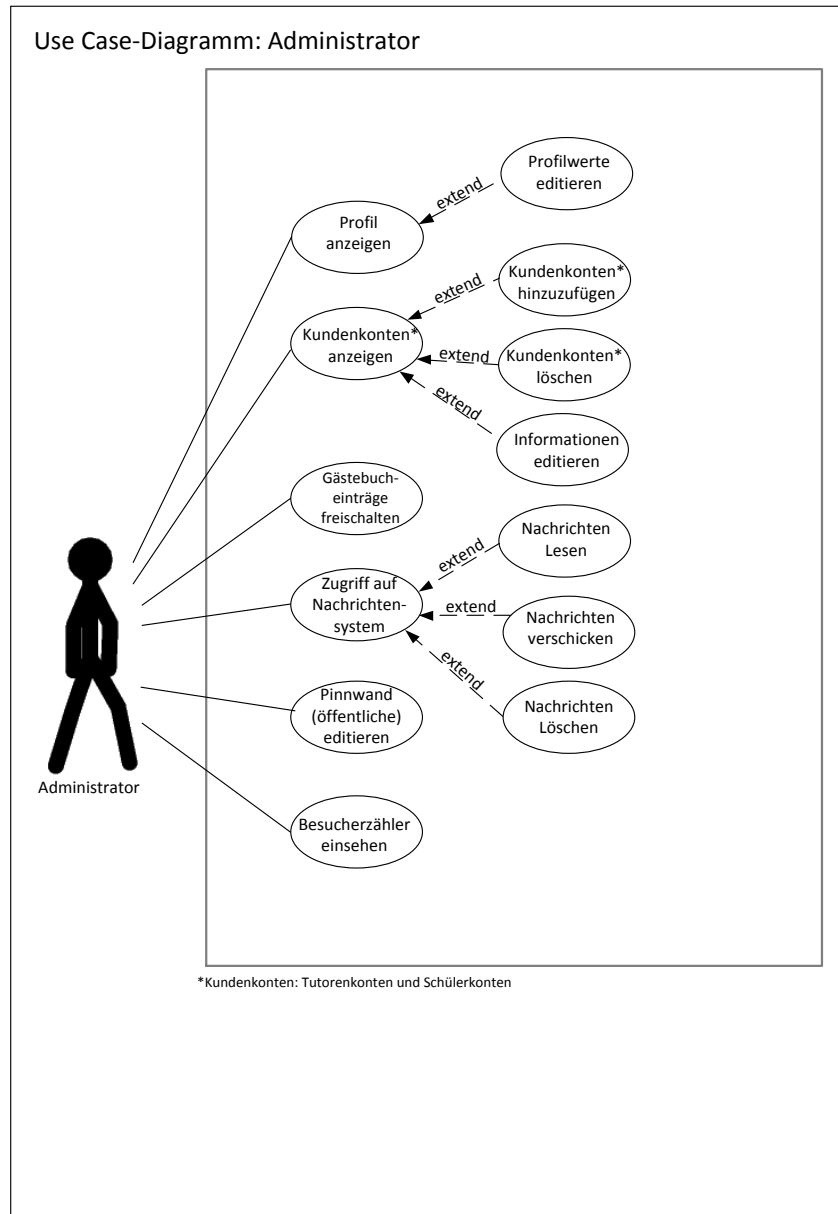 Use Case-Diagramm: Administrator
Profilwerte
editieren
extend
Profil
anzeigen
Kundenkonten*
hinzuzufügen
extend
Kundenkonten*
anzeigen
extend
Kundenkonten*
löschen
extend
Informationen
editieren
Gästebuch-
einträge
freischalten
Nachrichten
Lesen
extend
Zugriff auf
Nachrichten-
system
extend
Nachrichten
verschicken
extend
Nachrichten
Löschen
Pinnwand
(öffentliche)
editieren
Administrator
Besucherzähler
einsehen
*Kundenkonten: Tutorenkonten und Schülerkonten